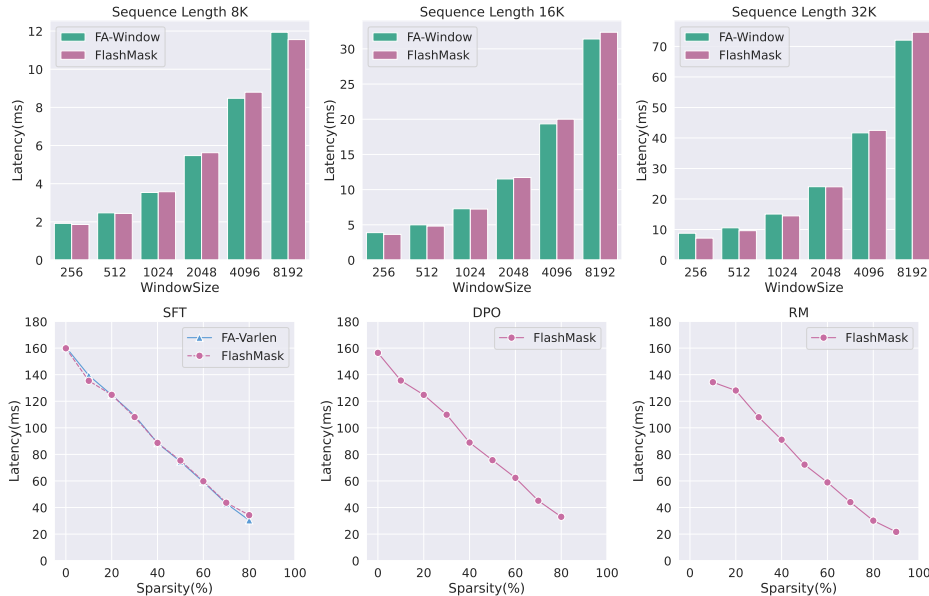 Sequence Length 8K
FA-Window
FlashMask
Latency(ms)
12
10
8
6
4
2
0
256 512 1024 2048 4096 8192
WindowSize
Sequence Length 16K
FA-Window
FlashMask
Latency(ms)
30
25
20
15
10
5
0
256 512 1024 2048 4096 8192
WindowSize
Sequence Length 32K
FA-Window
FlashMask
Latency(ms)
70
60
50
40
30
20
10
0
256 512 1024 2048 4096 8192
WindowSize
SFT
FA-Varlen
FlashMask
Latency(ms)
180
160
140
120
100
80
60
40
20
0
0 20 40 60 80 100
Sparsity(%)
DPO
FlashMask
Latency(ms)
180
160
140
120
100
80
60
40
20
0
0 20 40 60 80 100
Sparsity(%)
RM
FlashMask
Latency(ms)
180
160
140
120
100
80
60
40
20
0
0 20 40 60 80 100
Sparsity(%)